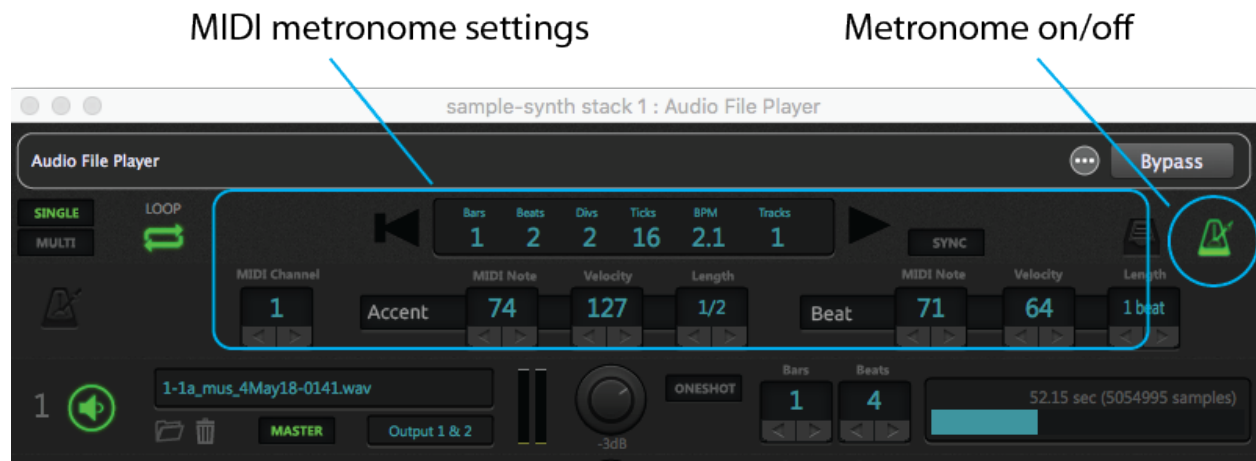 MIDI metronome settings
Metronome on/off
sample-synth stack 1 : Audio File Player
Audio File Player
Bypass
SINGLE
MULTI
LOOP
Bars Beats Divs Ticks BPM Tracks
1 2 2 16 2.1 1
SYNC
MIDI Channel
1
Accent
MIDI Note Velocity Length
74 127 1/2
Beat
MIDI Note Velocity Length
71 64 1 beat
1
1-1a_mus_4May18-0141.wav
MASTER
Output 1 & 2
-3dB
ONESHOT
Bars Beats
1 4
52.15 sec (5054995 samples)